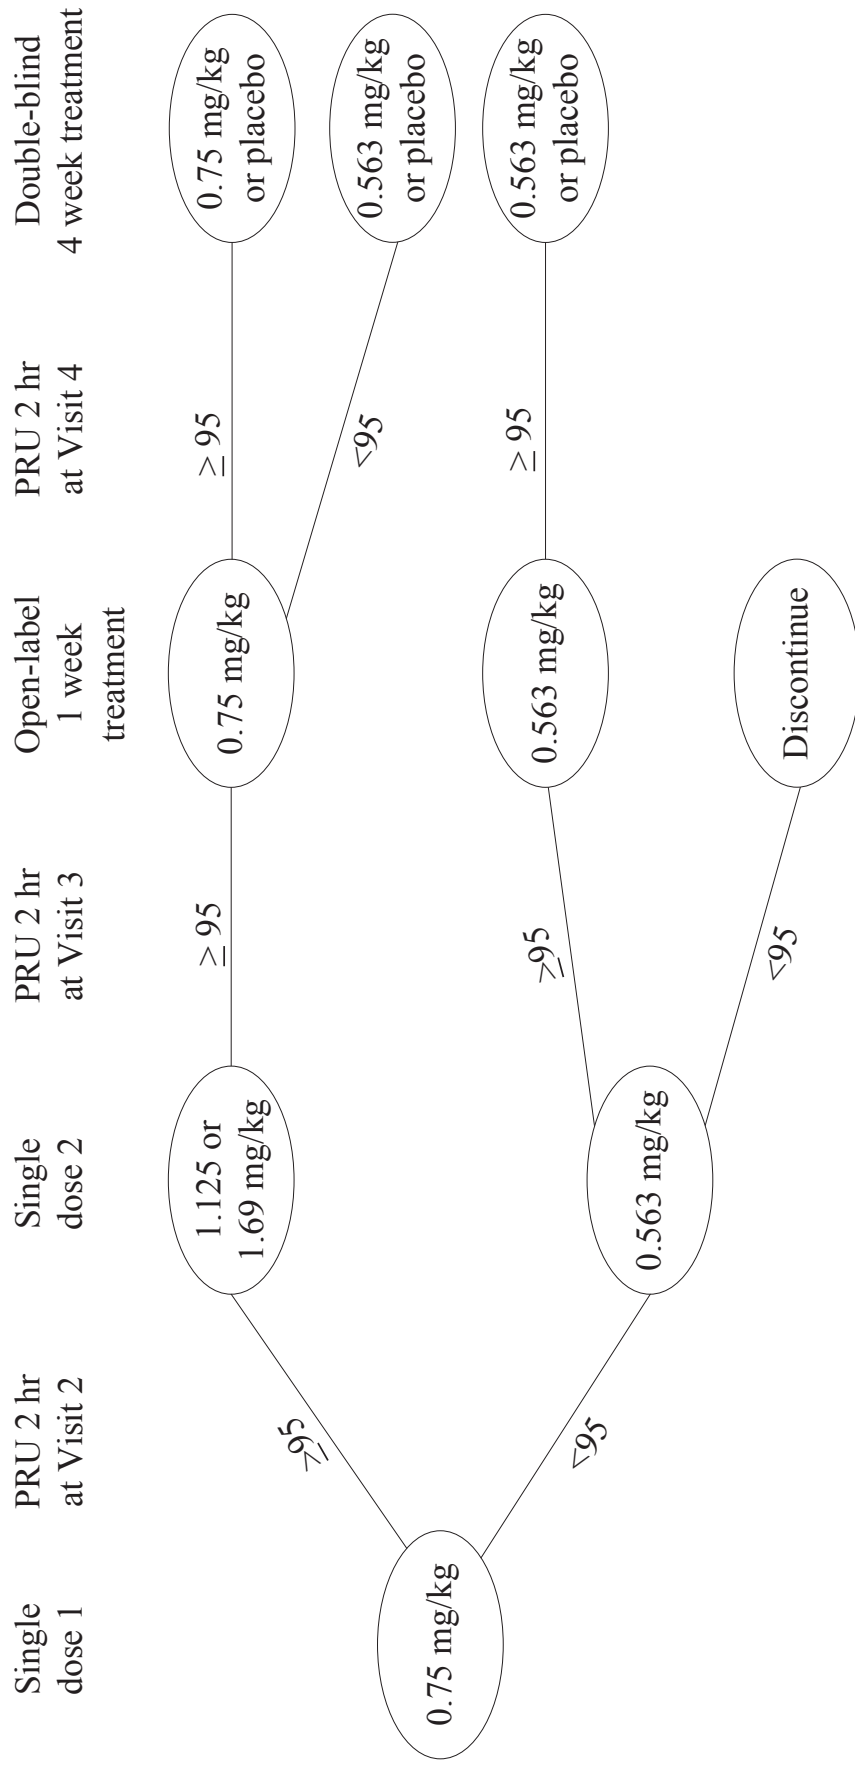 Single
dose 1
PRU 2 hr
at Visit 2
Single
dose 2
PRU 2 hr
at Visit 3
Open-label
1 week
treatment
PRU 2 hr
at Visit 4
Double-blind
4 week treatment
0.75 mg/kg
≥95
<95
1.125 or
1.69 mg/kg
0.563 mg/kg
≥95
≥95
<95
0.75 mg/kg
0.563 mg/kg
Discontinue
≥95
<95
≥95
0.75 mg/kg
or placebo
0.563 mg/kg
or placebo
0.563 mg/kg
or placebo